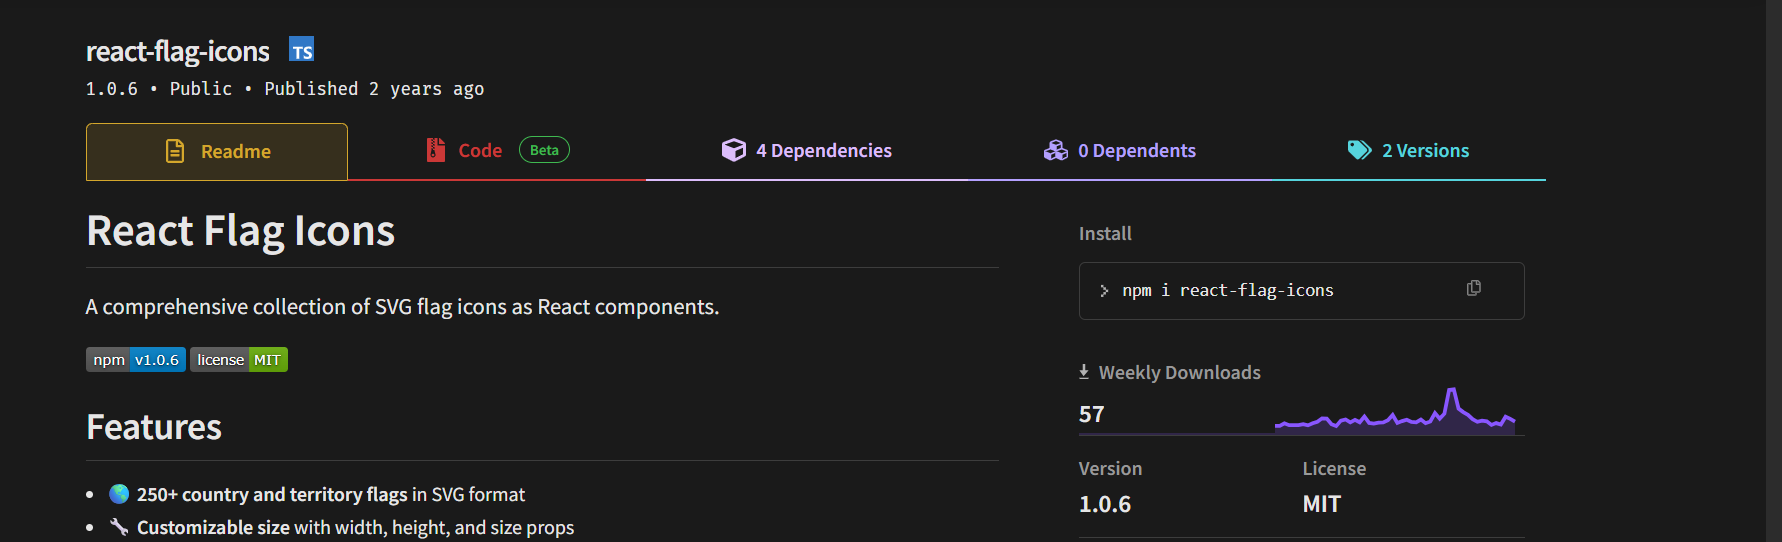 react-flag-icons TS
1.0.6 • Public • Published 2 years ago
Readme
Code Beta
4 Dependencies
0 Dependents
2 Versions
React Flag Icons
A comprehensive collection of SVG flag icons as React components.
npm v1.0.6 license MIT
Features
• 250+ country and territory flags in SVG format
• Customizable size with width, height, and size props
Install
> npm i react-flag-icons
Weekly Downloads
57
Version
1.0.6
License
MIT